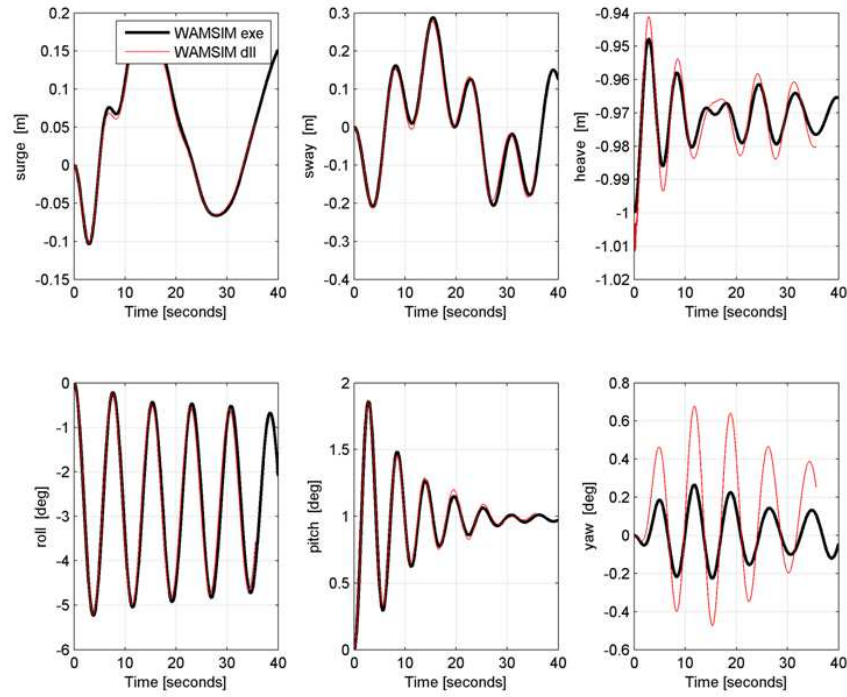 WAMSIM exe
WAMSIM dll
0.2
0.15
0.1
0.05
0
-0.05
-0.1
-0.15
surge [m]
0 10 20 30 40
Time [seconds]
0.3
0.2
0.1
0
-0.1
-0.2
-0.3
-0.4
sway [m]
0 10 20 30 40
Time [seconds]
-0.94
-0.95
-0.96
-0.97
-0.98
-0.99
-1
-1.01
-1.02
heave [m]
0 10 20 30 40
Time [seconds]
0
-1
-2
-3
-4
-5
-6
roll [deg]
0 10 20 30 40
Time [seconds]
2
1.5
1
0.5
0
pitch [deg]
0 10 20 30 40
Time [seconds]
0.8
0.6
0.4
0.2
0
-0.2
-0.4
-0.6
yaw [deg]
0 10 20 30 40
Time [seconds]